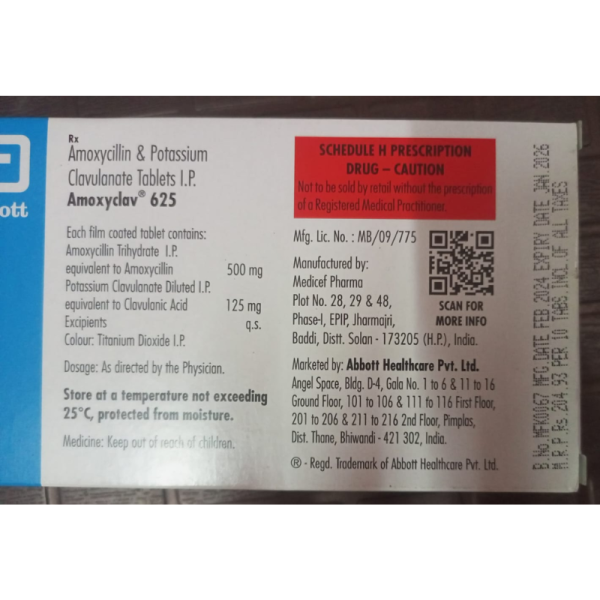 ott
Rx
Amoxycillin & Potassium
Clavulanate Tablets I.P.
Amoxyclav® 625
Each film coated tablet contains:
Amoxycillin Trihydrate I.P.
equivalent to Amoxycillin 500 mg
Potassium Clavulanate Diluted I.P.
equivalent to Clavulanic Acid 125 mg
Excipients q.s.
Colour: Titanium Dioxide I.P.
Dosage: As directed by the Physician.
Store at a temperature not exceeding
25°C, protected from moisture.
Medicine: Keep out of reach of children.
SCHEDULE H PRESCRIPTION
DRUG – CAUTION
Not to be sold by retail without the prescription
of a Registered Medical Practitioner.
Mfg. Lic. No. : MB/09/775
Manufactured by:
Medicef Pharma
Plot No. 28, 29 & 48,
Phase-I, EPIP, Jharmajri,
Baddi, Distt. Solan - 173205 (H.P.), India.
SCAN FOR
MORE INFO
Marketed by: Abbott Healthcare Pvt. Ltd.
Angel Space, Bldg. D-4, Gala No. 1 to 6 & 11 to 16
Ground Floor, 101 to 106 & 111 to 116 First Floor,
201 to 206 & 211 to 216 2nd Floor, Pimplas,
Dist. Thane, Bhiwandi - 421 302, India.
® - Regd. Trademark of Abbott Healthcare Pvt. Ltd.
B.No.MFK0067 MFG.DATE FEB.2024 EXPIRY DATE JAN.2026
M.R.P.Rs.204.93 PER 10 TABS.INCL.OF ALL TAXES